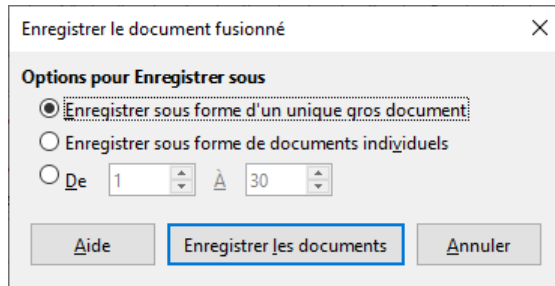 Enregistrer le document fusionné
Options pour Enregistrer sous
Enregistrer sous forme d'un unique gros document
Enregistrer sous forme de documents individuels
De 1 À 30
Aide Enregistrer les documents Annuler